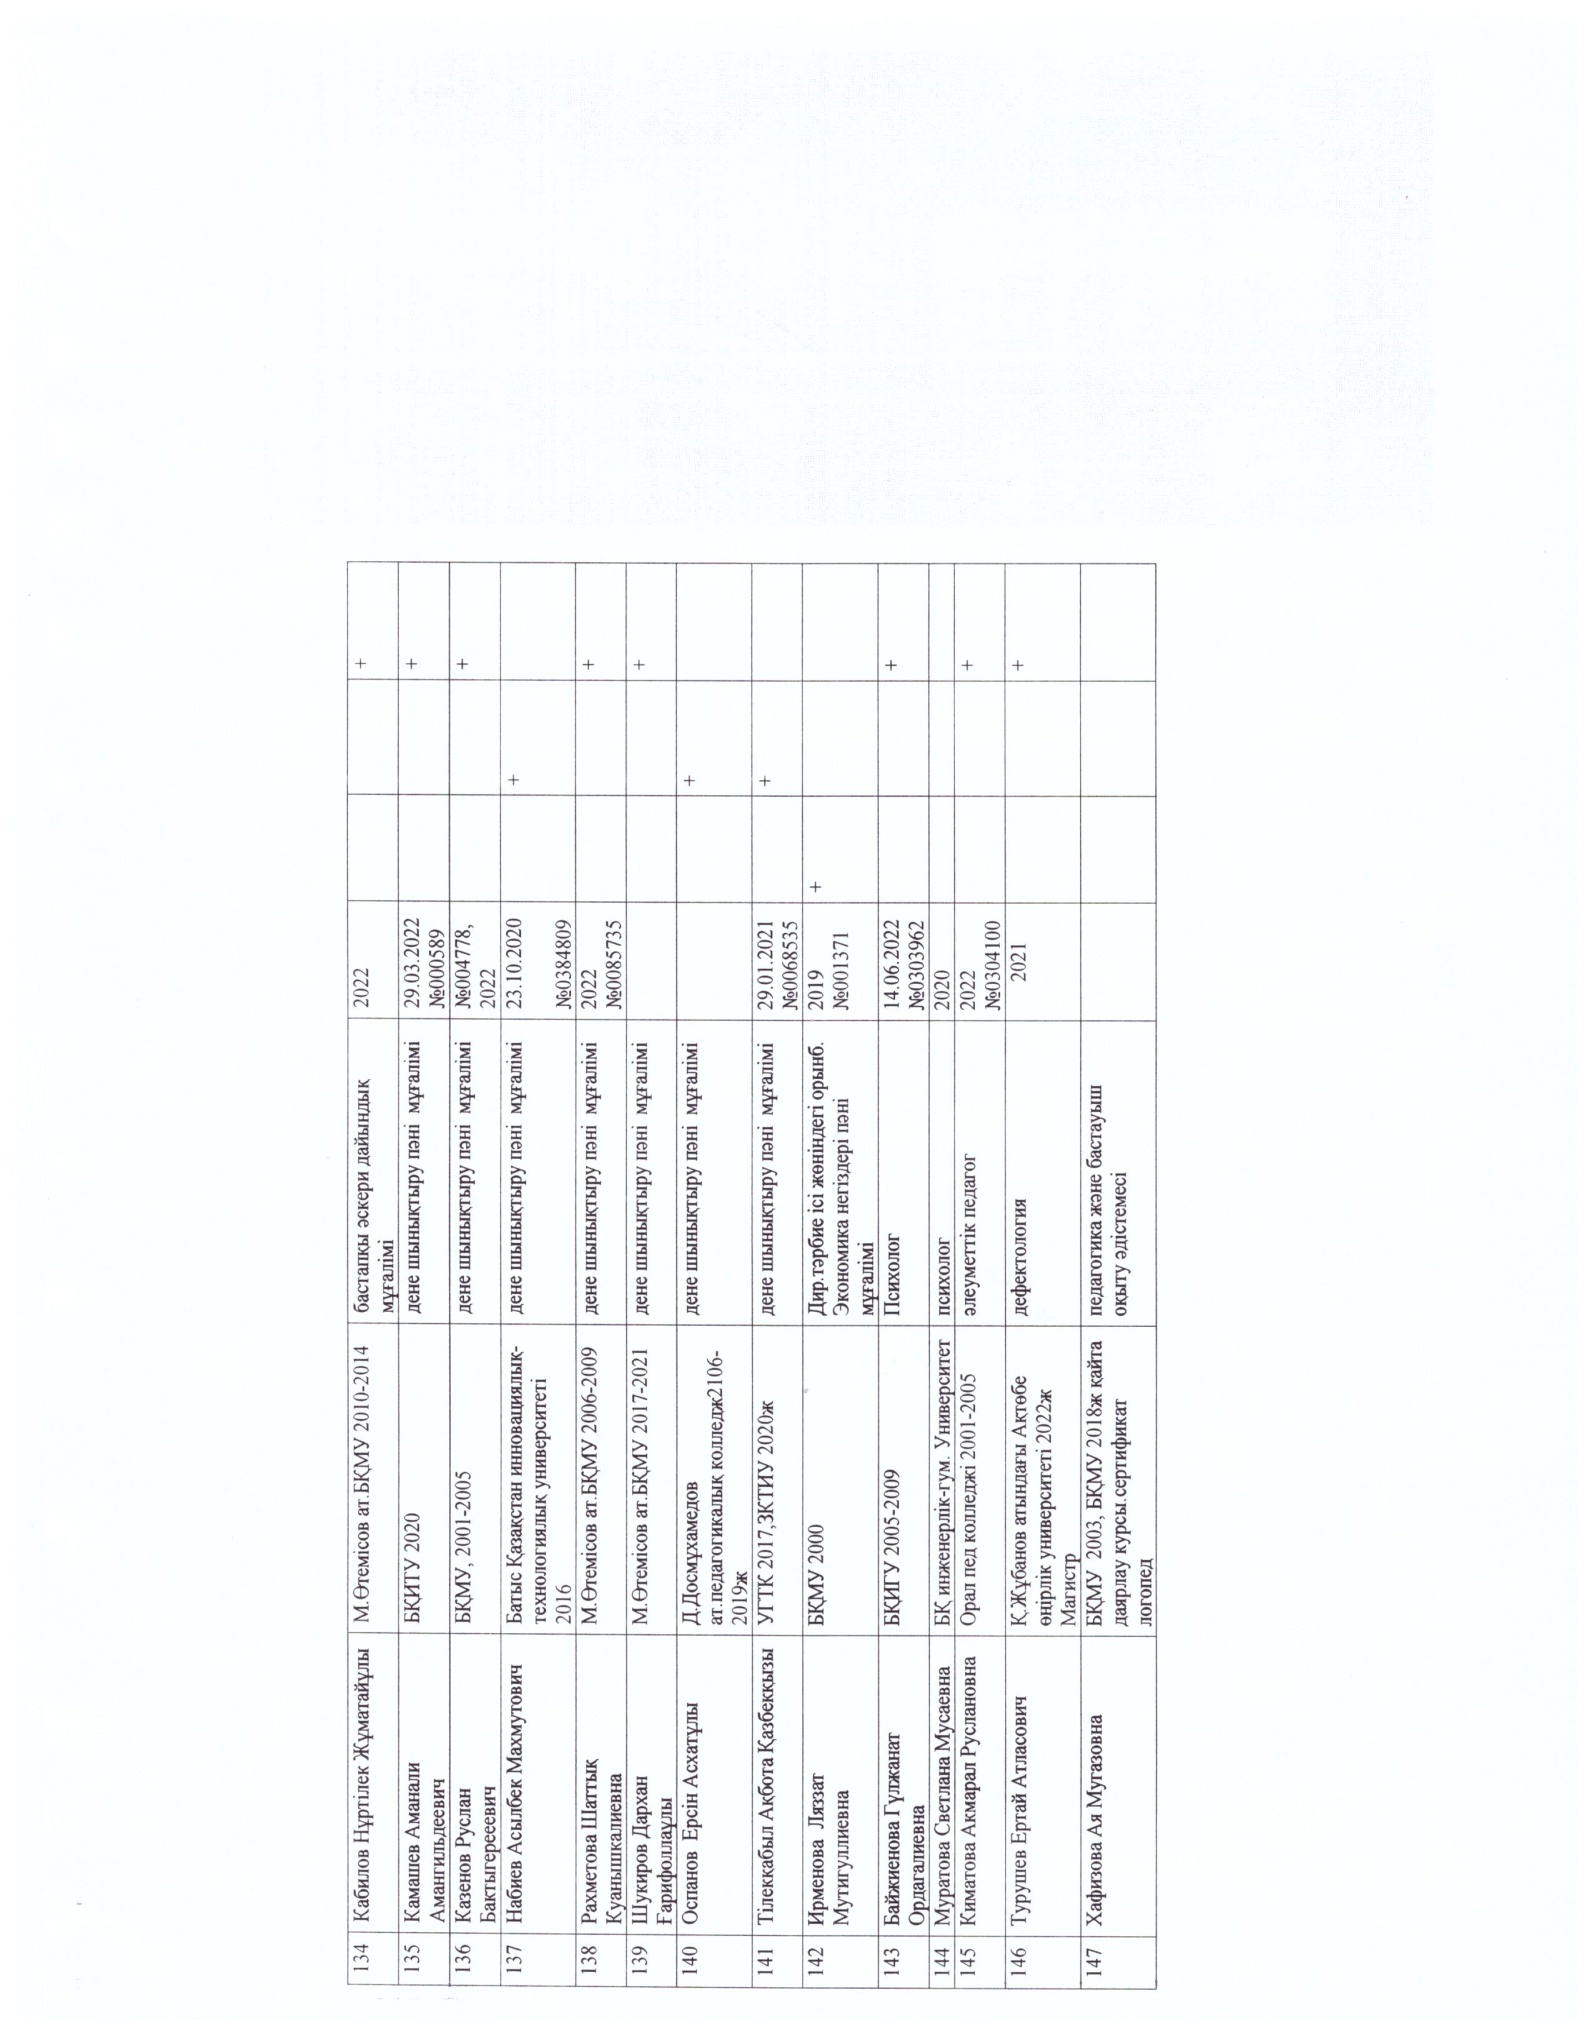 134 Кабилов Нұртілек Жұматайұлы М.Өтемісов ат.БҚМУ 2010-2014 бастапқы әскери дайындық 2022 +
мұғалімі
135 Камашев Аманали БҚИТУ 2020 дене шынықтыру пәні мұғалімі 29.03.2022 +
Амангильдеевич №000589
136 Казенов Руслан БҚМУ, 2001-2005 дене шынықтыру пәні мұғалімі №004778, +
Бактыгерееевич 2022
137 Набиев Асылбек Махмутович Батыс Қазақстан инновациялық- дене шынықтыру пәні мұғалімі 23.10.2020 +
технологиялық университеті
2016 №0384809
138 Рахметова Шаттық М.Өтемісов ат.БҚМУ 2006-2009 дене шынықтыру пәні мұғалімі 2022 +
Куанышкалиевна №0085735
139 Шукиров Дархан М.Өтемісов ат.БҚМУ 2017-2021 дене шынықтыру пәні мұғалімі +
Ғарифоллаұлы
140 Оспанов Ерсін Асхатұлы Д.Досмұхамедов дене шынықтыру пәні мұғалімі +
ат.педагогикалық колледж2106-
2019ж
141 Тілеккабыл Ақбота Қазбекқызы УГТК 2017,ЗКТИУ 2020ж дене шынықтыру пәні мұғалімі 29.01.2021 +
№0068535
142 Ирменова Ляззат БҚМУ 2000 Дир.тәрбие ісі жөніндегі орынб. 2019 +
Мутигуллиевна Экономика негіздері пәні №001371
мұғалімі
143 Байжиенова Гүлжанат БҚИГУ 2005-2009 Психолог 14.06.2022 +
Ордагалиевна №0303962
144 Муратова Светлана Мусаевна БҚ инженерлік-гум. Университет психолог 2020
145 Киматова Акмарал Руслановна Орал пед колледжі 2001-2005 әлеуметтік педагог 2022 +
№0304100
146 Турушев Ертай Атласович Қ.Жұбанов атындағы Ақтөбе дефектология 2021 +
өңірлік университеті 2022ж
Магистр
147 Хафизова Ая Мугазовна БҚМУ 2003, БҚМУ 2018ж қайта педагогика және бастауыш
даярлау курсы.сертификат оқыту әдістемесі
логопед